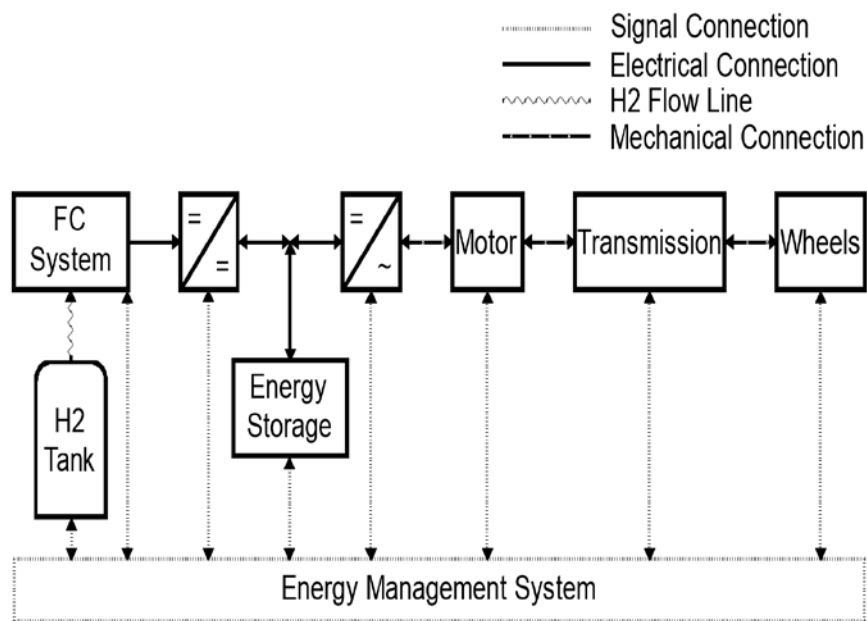 Signal Connection
Electrical Connection
H2 Flow Line
Mechanical Connection
FC
System
=
=
=
~
Motor
Transmission
Wheels
H2
Tank
Energy
Storage
Energy Management System